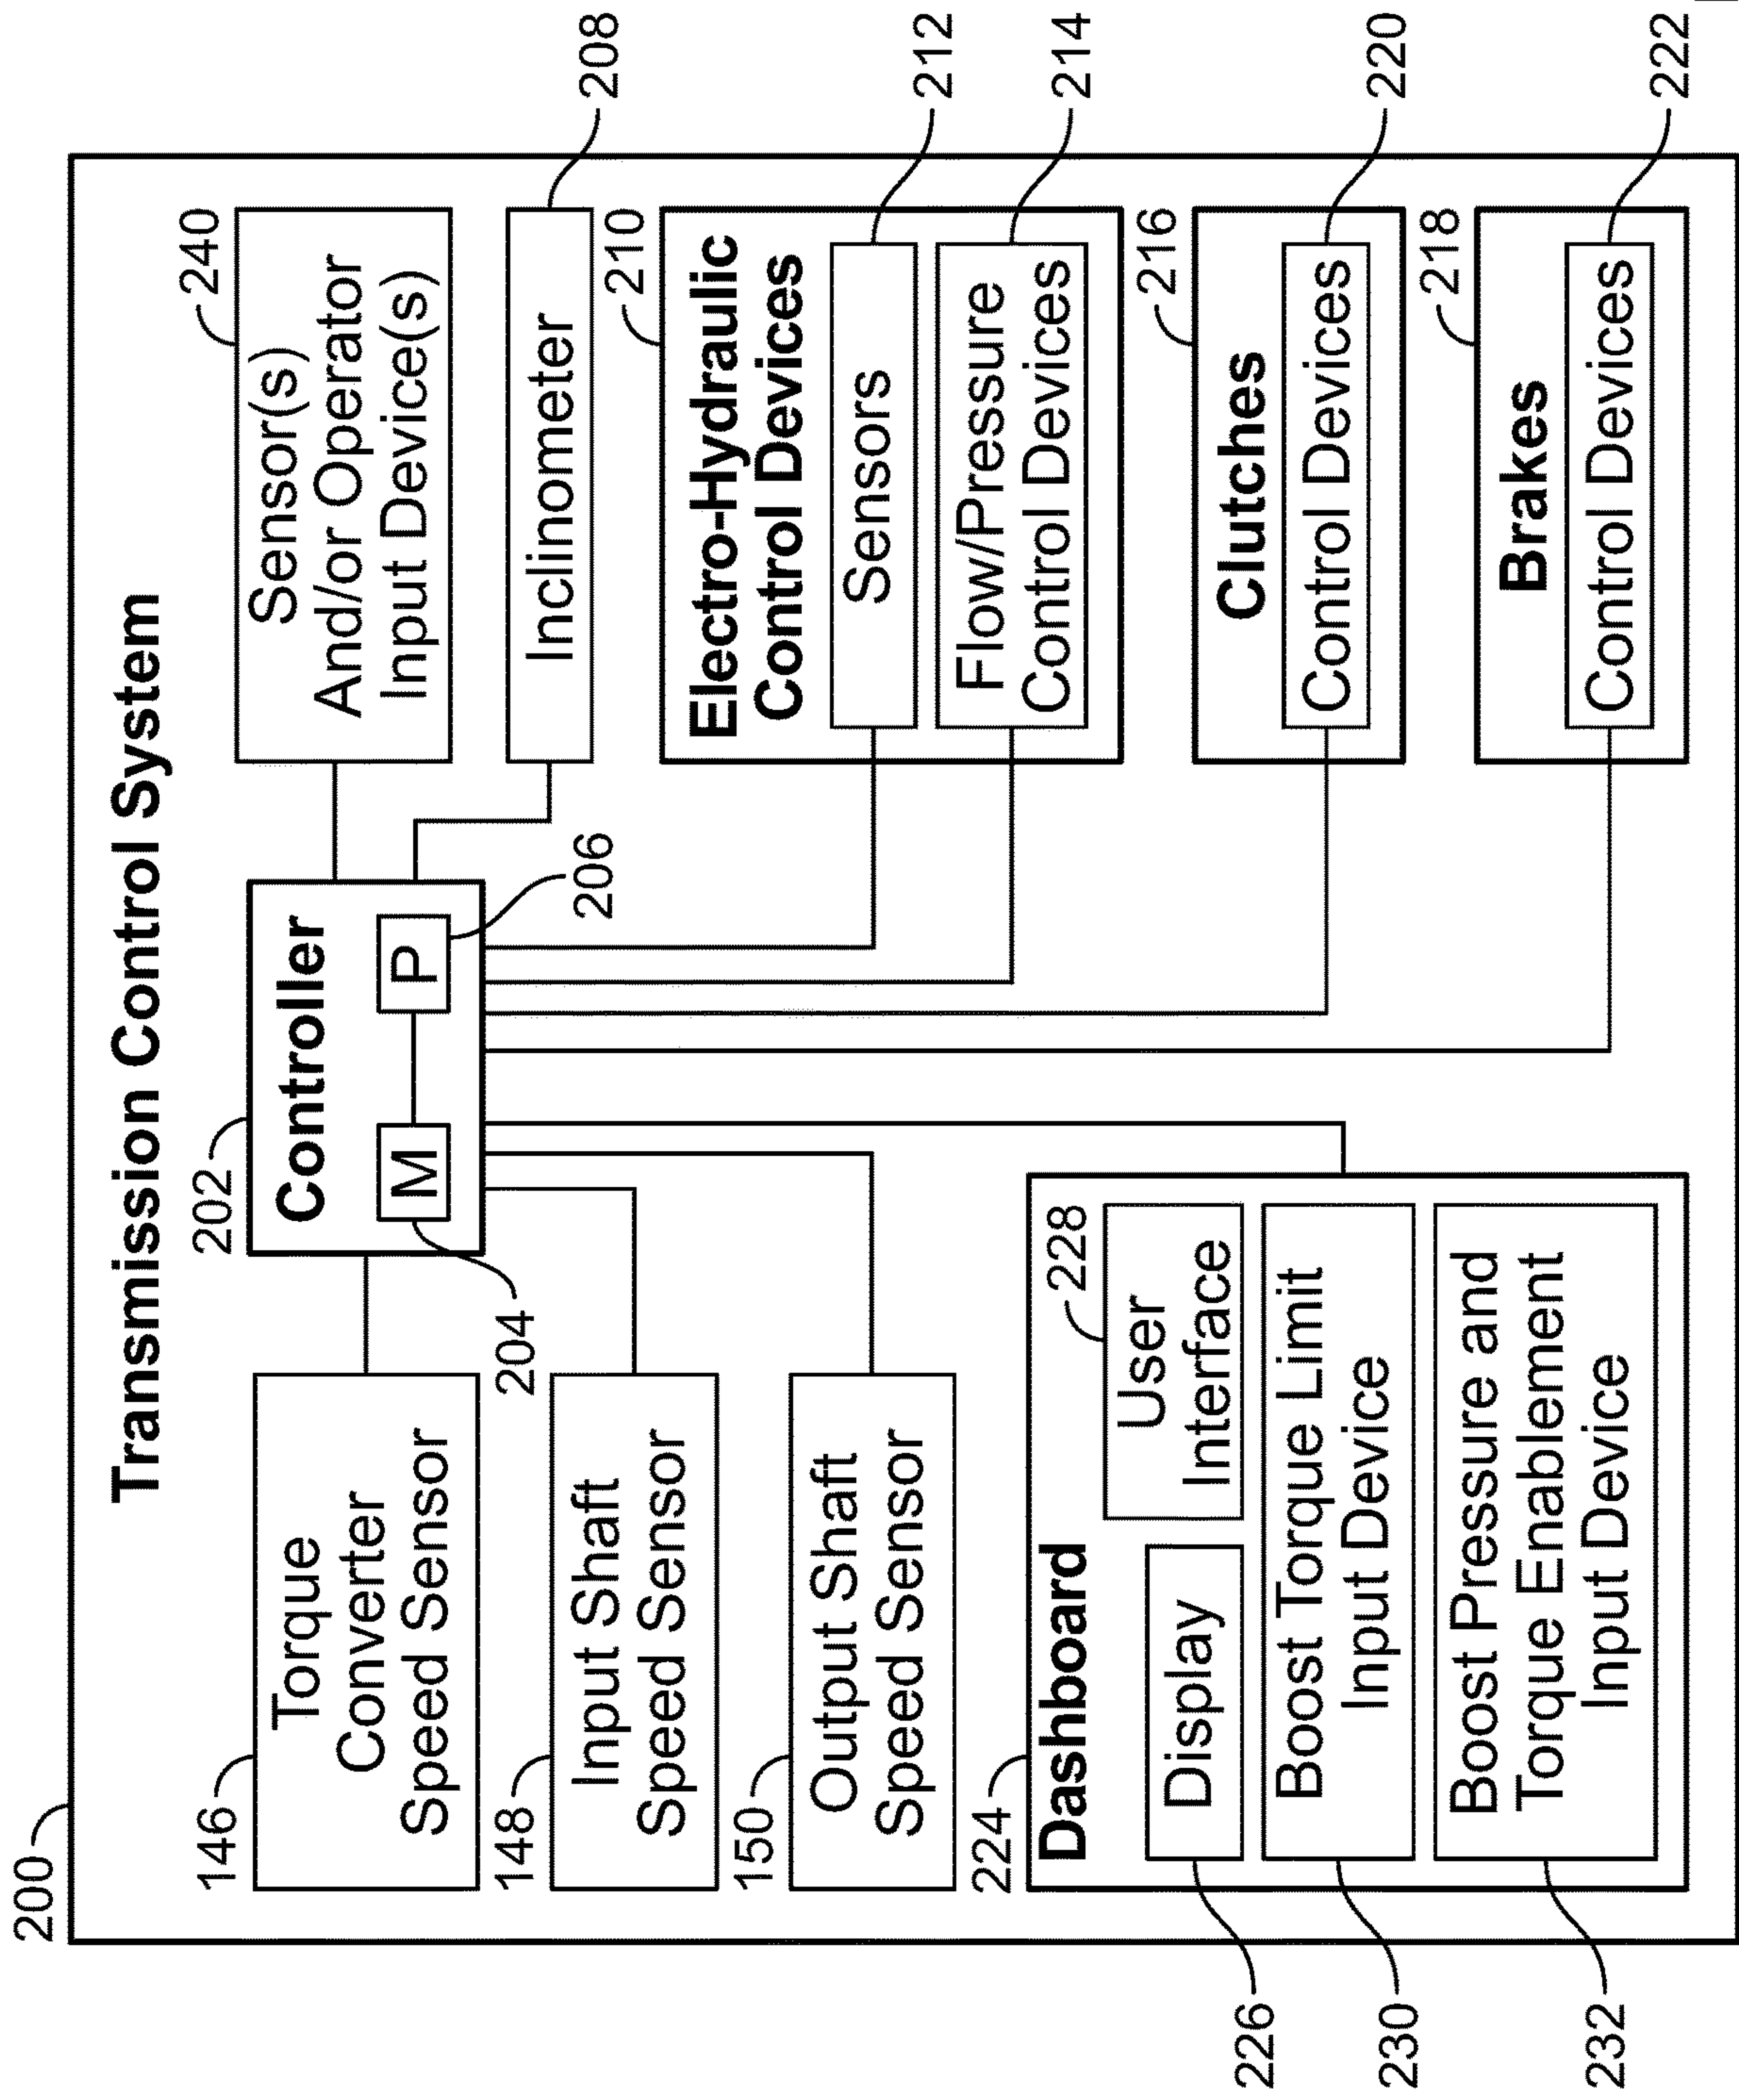 Transmission Control System
200
202
Controller
M
P
204
206
146
Torque
Converter
Speed Sensor
148
Input Shaft
Speed Sensor
150
Output Shaft
Speed Sensor
224
Dashboard
Display
228
User
Interface
Boost Torque Limit
Input Device
Boost Pressure and
Torque Enablement
Input Device
226
230
232
240
Sensor(s)
And/or Operator
Input Device(s)
Inclinometer
208
210
Electro-Hydraulic
Control Devices
Sensors
212
Flow/Pressure
Control Devices
214
216
Clutches
Control Devices
220
218
Brakes
Control Devices
222